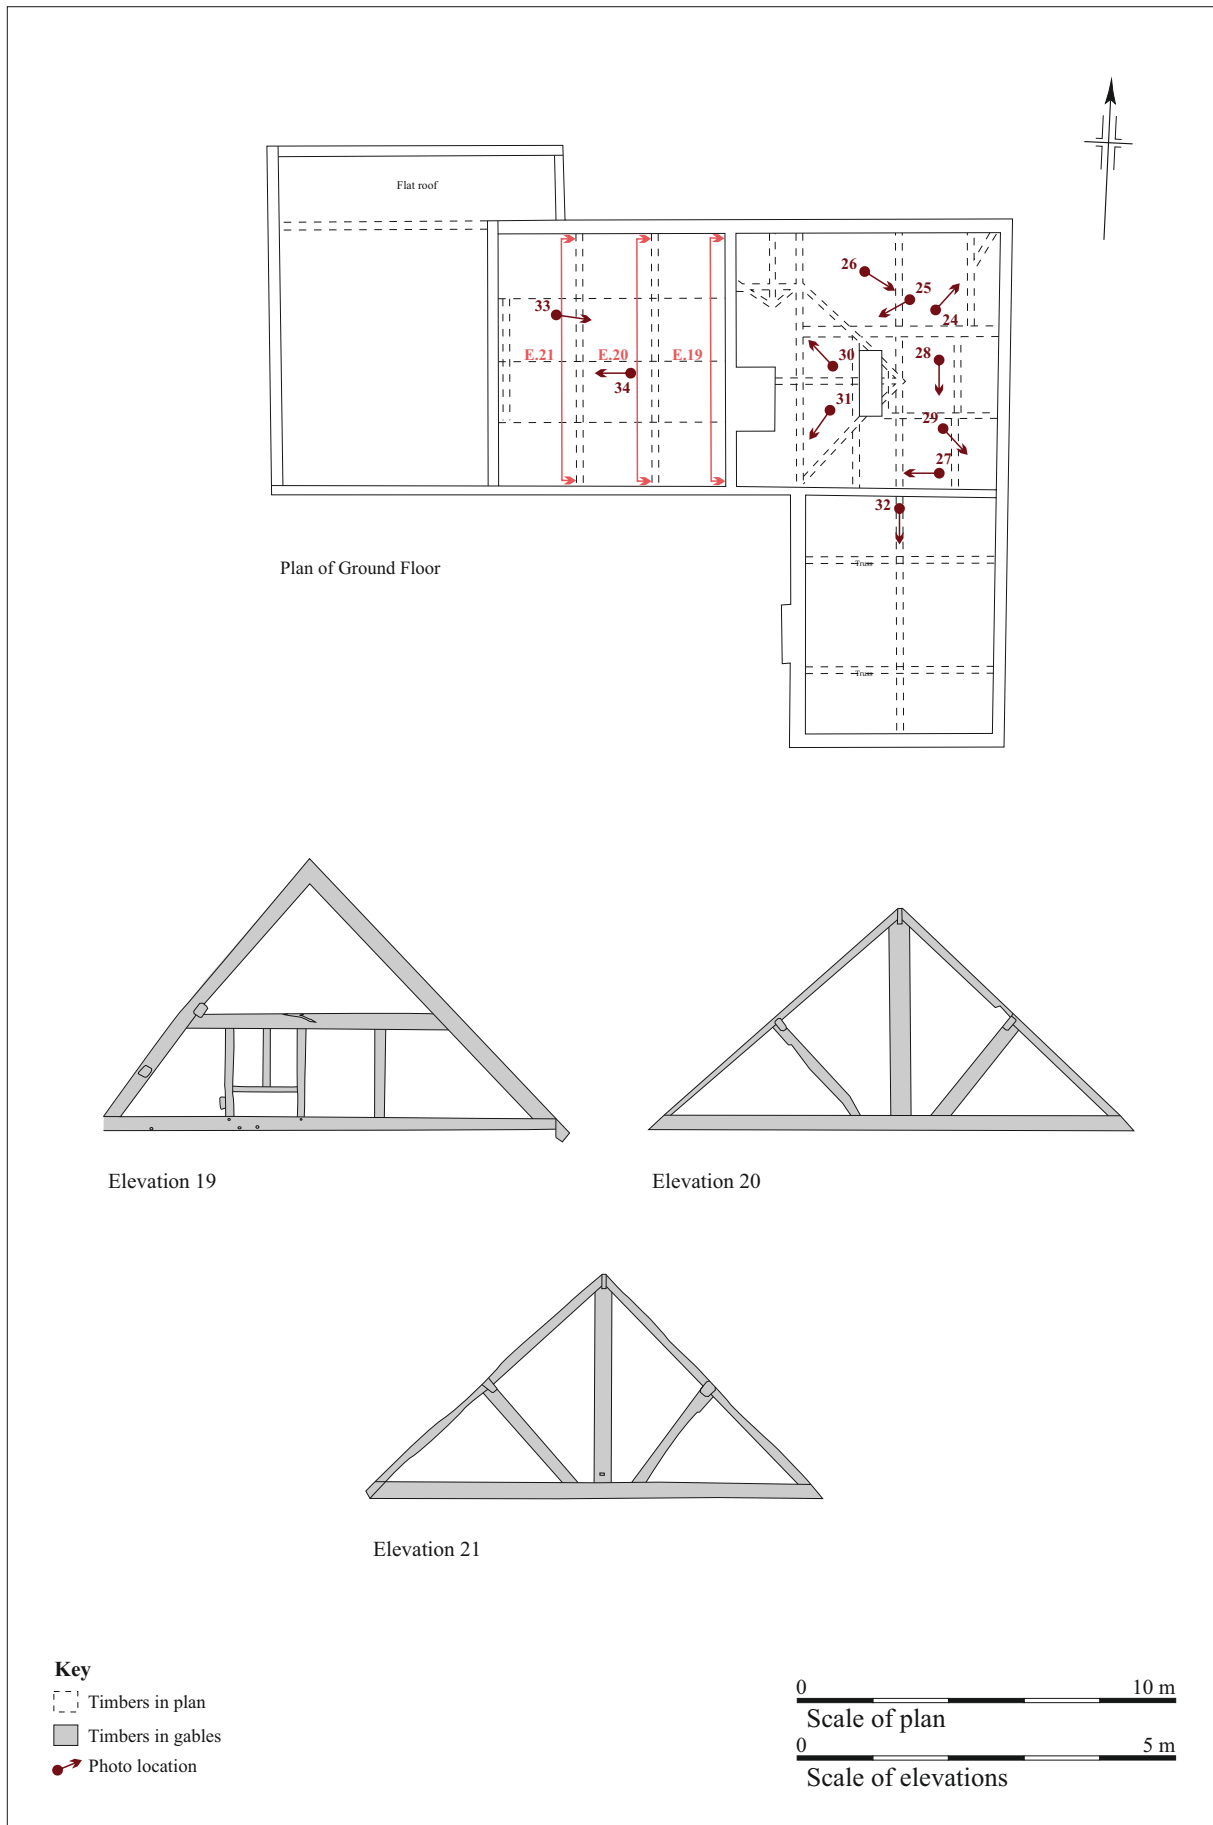 Flat roof
26
25
24
33
E.21
E.20
E.19
30
28
34
31
29
27
32
Truss
Plan of Ground Floor
Truss
Elevation 19
Elevation 20
Elevation 21
Key
Timbers in plan
Timbers in gables
Photo location
0 10 m
Scale of plan
0 5 m
Scale of elevations